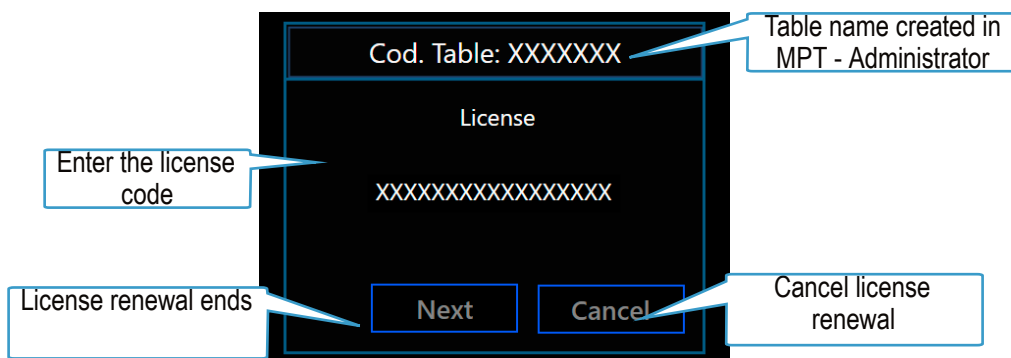 Cod. Table: XXXXXXX
Table name created in
MPT - Administrator
License
Enter the license
code
XXXXXXXXXXXXXXXXX
License renewal ends
Next
Cancel
Cancel license
renewal